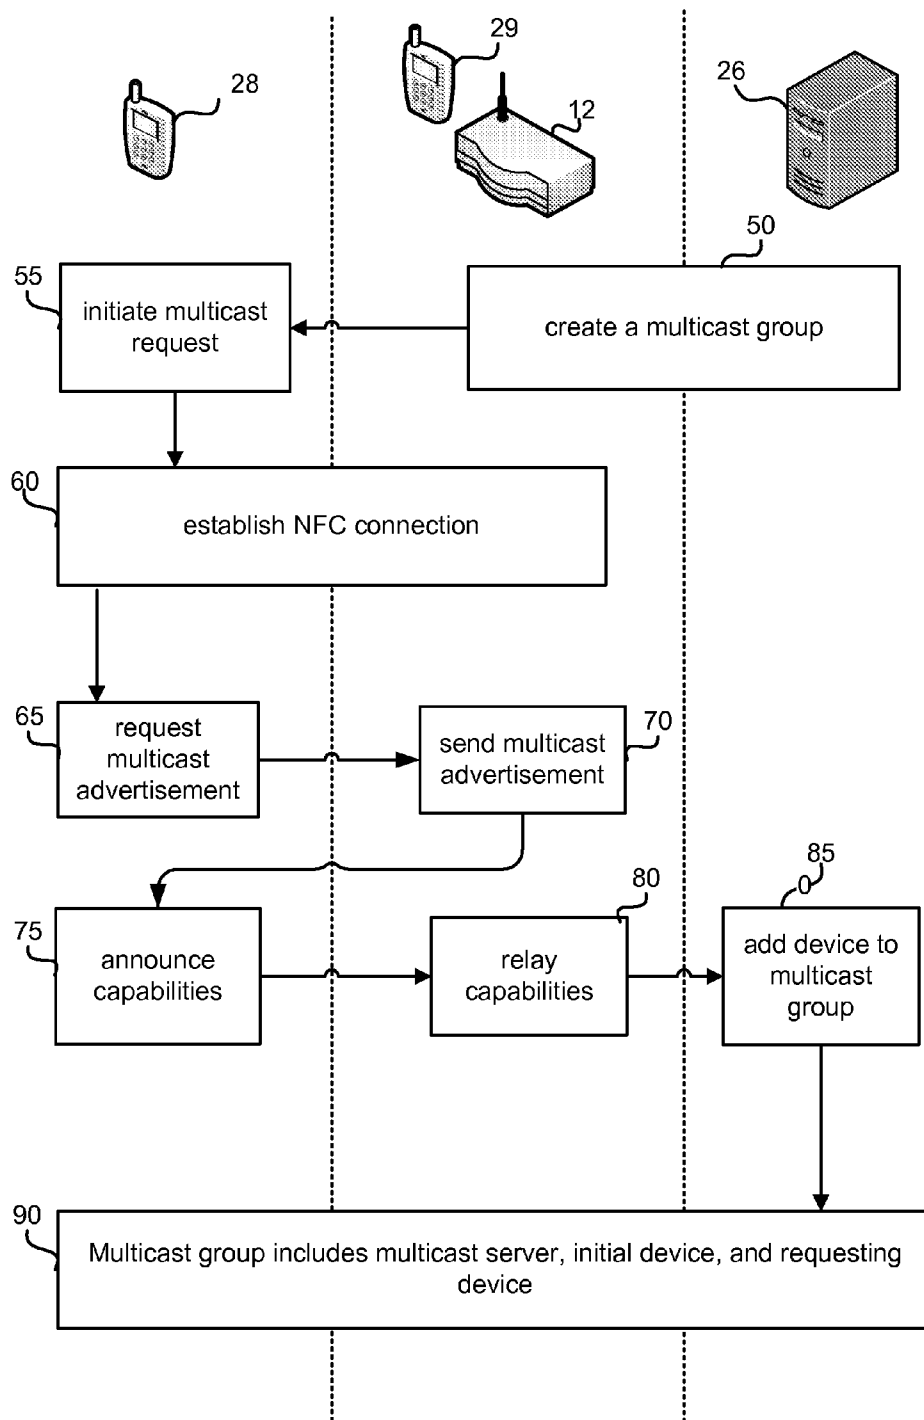 29
28
12
26
50
55
initiate multicast
request
create a multicast group
60
establish NFC connection
65
request
multicast
advertisement
70
send multicast
advertisement
75
announce
capabilities
80
relay
capabilities
85
add device to
multicast
group
90
Multicast group includes multicast server, initial device, and requesting
device